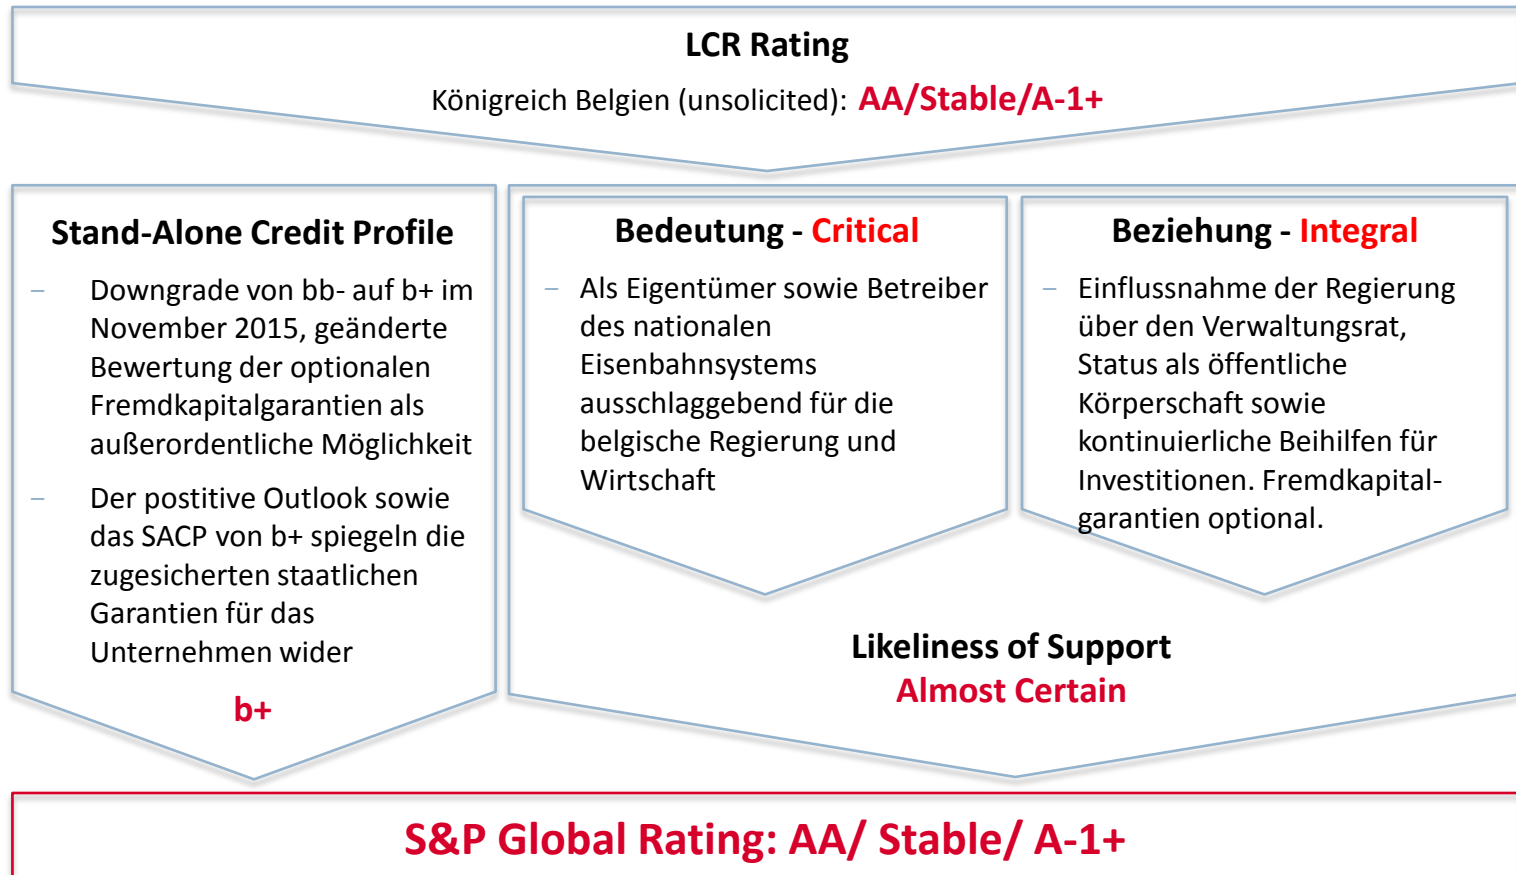 LCR Rating
Königreich Belgien (unsolicited): AA/Stable/A-1+
Stand-Alone Credit Profile
– Downgrade von bb- auf b+ im
November 2015, geänderte
Bewertung der optionalen
Fremdkapitalgarantien als
außerordentliche Möglichkeit
– Der postitive Outlook sowie
das SACP von b+ spiegeln die
zugesicherten staatlichen
Garantien für das
Unternehmen wider
b+
Bedeutung - Critical
– Als Eigentümer sowie Betreiber
des nationalen
Eisenbahnsystems
ausschlaggebend für die
belgische Regierung und
Wirtschaft
Beziehung - Integral
– Einflussnahme der Regierung
über den Verwaltungsrat,
Status als öffentliche
Körperschaft sowie
kontinuierliche Beihilfen für
Investitionen. Fremdkapital-
garantien optional.
Likeliness of Support
Almost Certain
S&P Global Rating: AA/ Stable/ A-1+